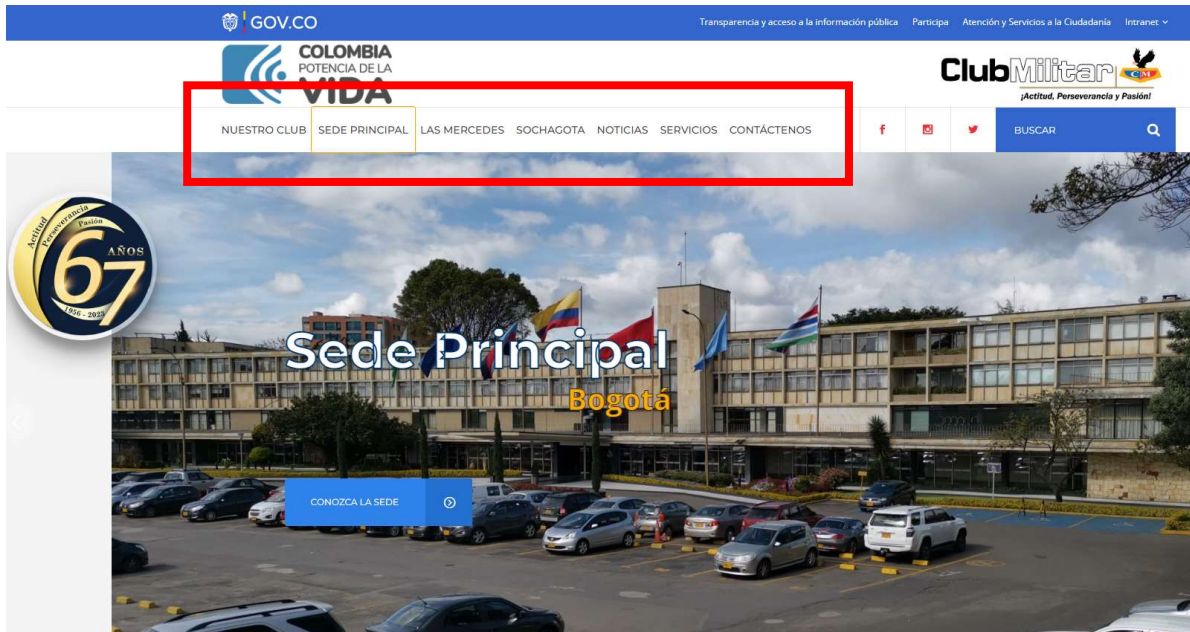 GOV.CO
Transparencia y acceso a la información pública Participa Atención y Servicios a la Ciudadanía Intranet
COLOMBIA
POTENCIA DE LA
VIDA
ClubMilitar
CM
¡Actitud, Perseverancia y Pasión!
NUESTRO CLUB SEDE PRINCIPAL LAS MERCEDES SOCHAGOTA NOTICIAS SERVICIOS CONTÁCTENOS
BUSCAR
Actitud Perseverancia Pasión
67
AÑOS
1956 - 2023
Sede Principal
Bogotá
CONOZCA LA SEDE